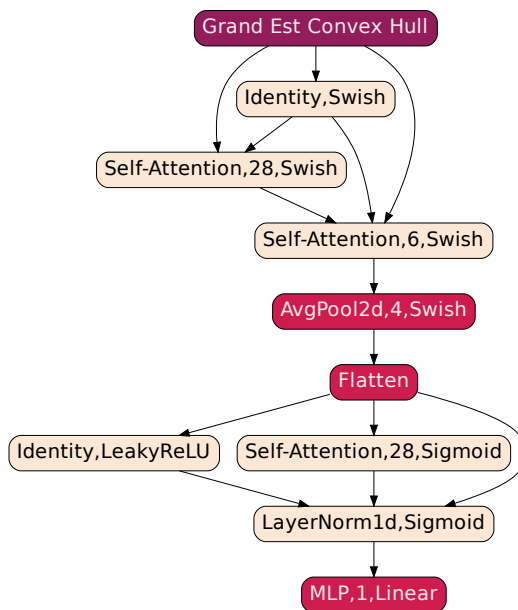 Grand Est Convex Hull
Identity,Swish
Self-Attention,28,Swish
Self-Attention,6,Swish
AvgPool2d,4,Swish
Flatten
Identity,LeakyReLU
Self-Attention,28,Sigmoid
LayerNorm1d,Sigmoid
MLP,1,Linear